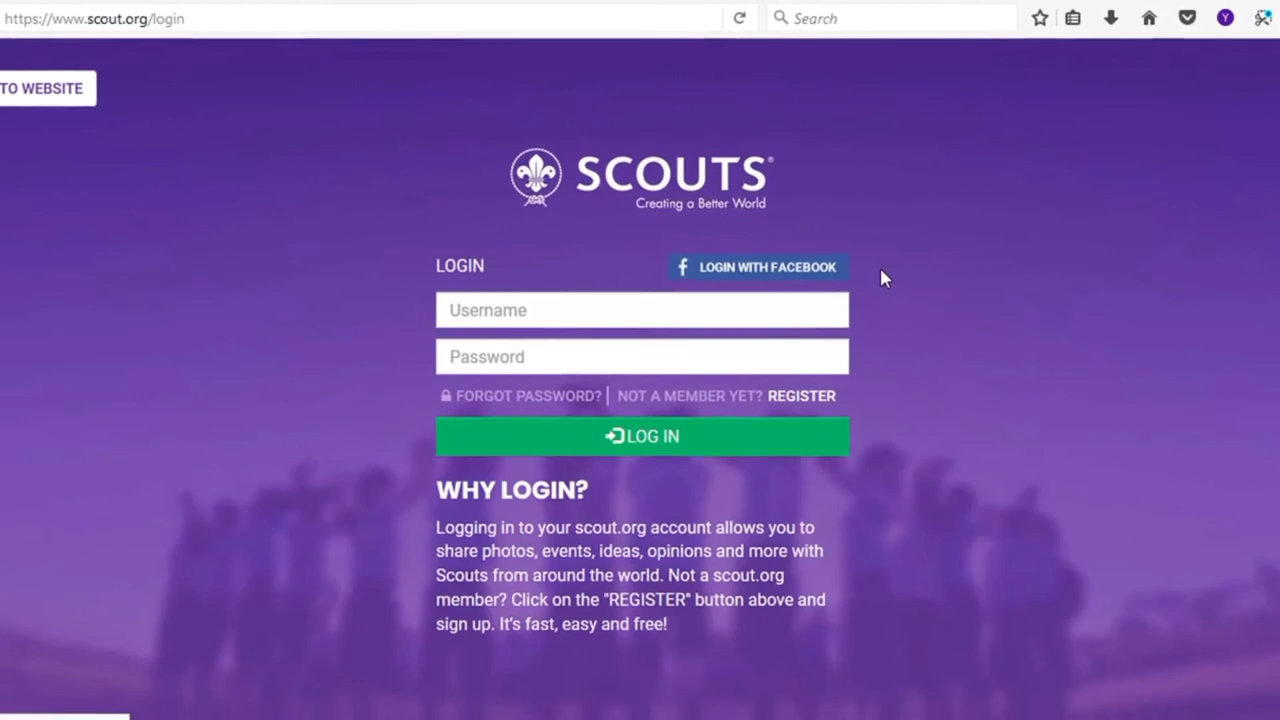 https://www.scout.org/login
Search
Y
TO WEBSITE
SCOUTS®
Creating a Better World
LOGIN
f LOGIN WITH FACEBOOK
Username
Password
FORGOT PASSWORD? | NOT A MEMBER YET? REGISTER
LOG IN
WHY LOGIN?
Logging in to your scout.org account allows you to
share photos, events, ideas, opinions and more with
Scouts from around the world. Not a scout.org
member? Click on the "REGISTER" button above and
sign up. It's fast, easy and free!